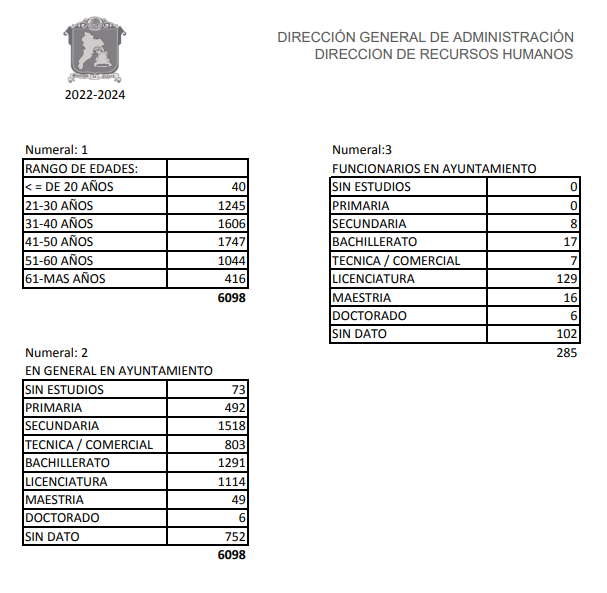 DIRECCIÓN GENERAL DE ADMINISTRACIÓN
DIRECCION DE RECURSOS HUMANOS
2022-2024
Numeral: 1
RANGO DE EDADES:
< = DE 20 AÑOS 40
21-30 AÑOS 1245
31-40 AÑOS 1606
41-50 AÑOS 1747
51-60 AÑOS 1044
61-MAS AÑOS 416
6098
Numeral: 2
EN GENERAL EN AYUNTAMIENTO
SIN ESTUDIOS 73
PRIMARIA 492
SECUNDARIA 1518
TECNICA / COMERCIAL 803
BACHILLERATO 1291
LICENCIATURA 1114
MAESTRIA 49
DOCTORADO 6
SIN DATO 752
6098
Numeral:3
FUNCIONARIOS EN AYUNTAMIENTO
SIN ESTUDIOS 0
PRIMARIA 0
SECUNDARIA 8
BACHILLERATO 17
TECNICA / COMERCIAL 7
LICENCIATURA 129
MAESTRIA 16
DOCTORADO 6
SIN DATO 102
285